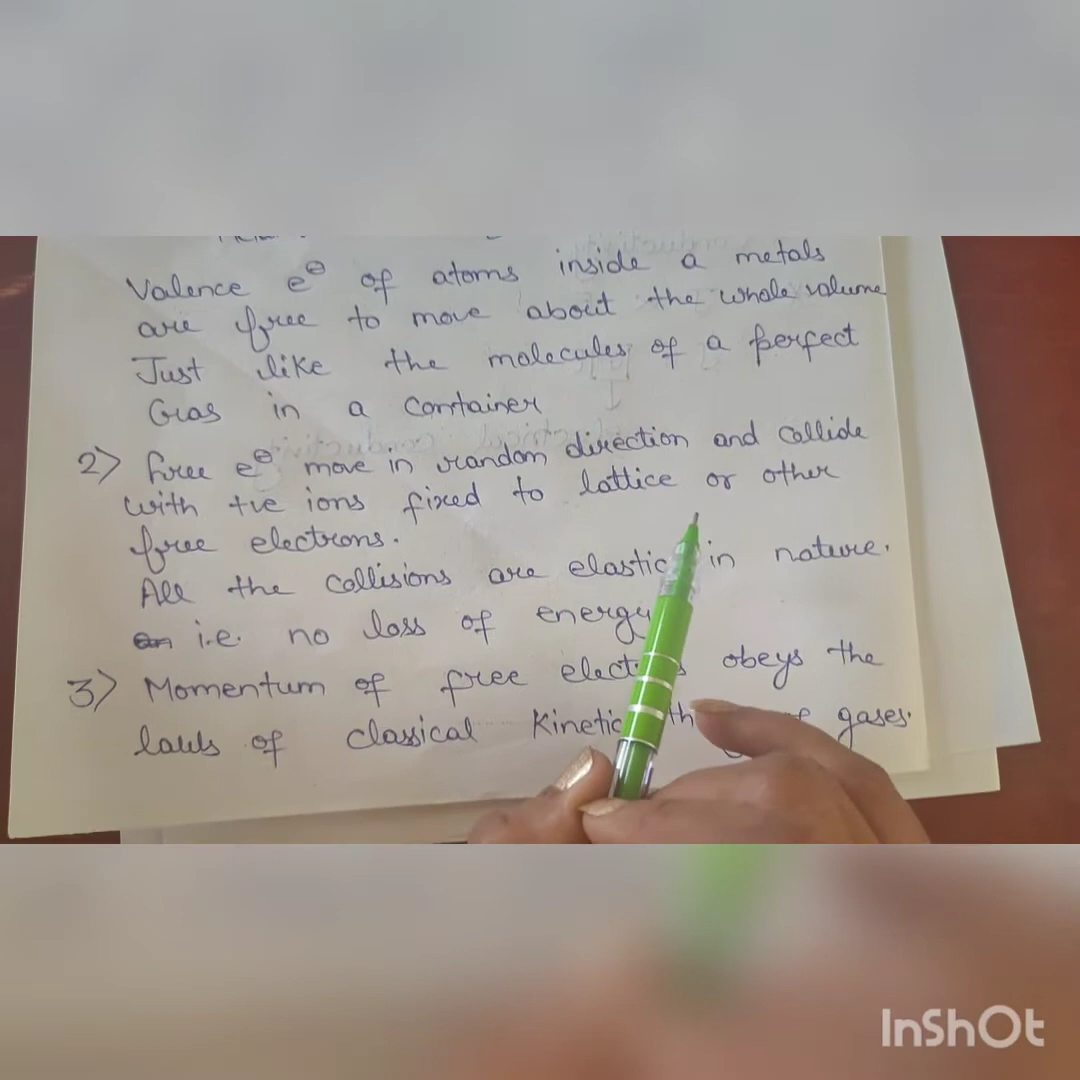 Valence e⊖ of atoms inside a metals
are free to move about the whole volume
Just like the molecules of a perfect
Gas in a container
2) Free e⊖ move in random direction and Collide
with +ve ions fixed to lattice or other
free electrons.
All the Collisions are elastic in nature.
i.e. no loss of energy
3) Momentum of free elect obeys the
laws of classical Kinetic th of gases.
InShOt